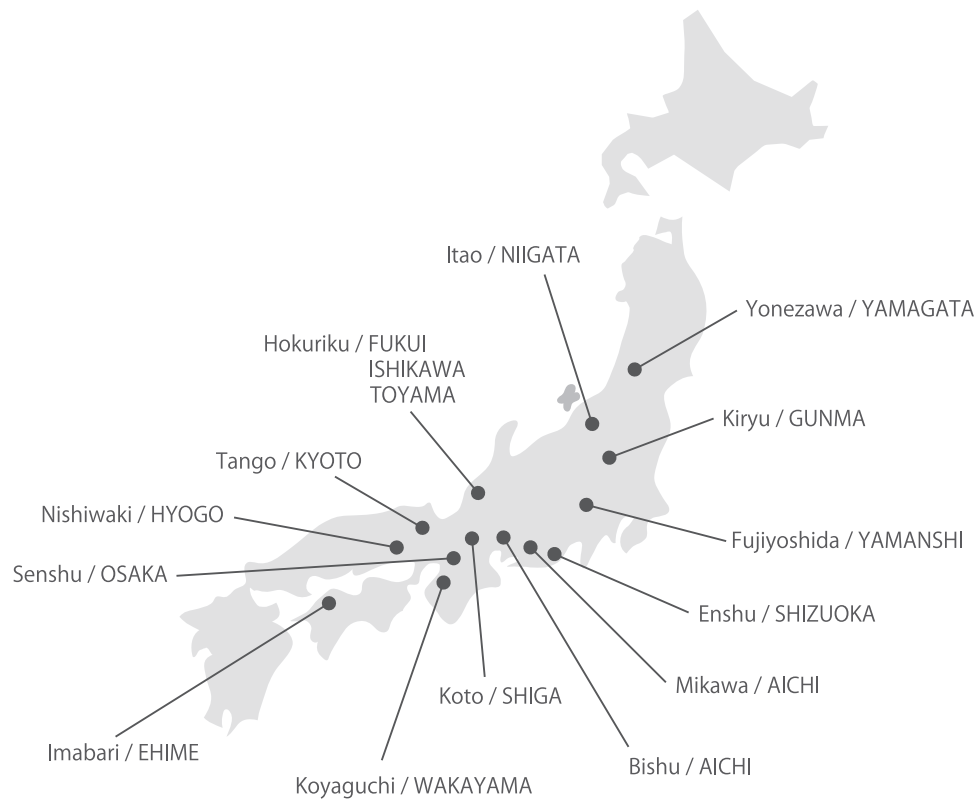 Itao / NIIGATA
Yonezawa / YAMAGATA
Hokuriku / FUKUI
ISHIKAWA
TOYAMA
Kiryu / GUNMA
Tango / KYOTO
Nishiwaki / HYOGO
Fujiyoshida / YAMANSHI
Senshu / OSAKA
Enshu / SHIZUOKA
Mikawa / AICHI
Koto / SHIGA
Imabari / EHIME
Bishu / AICHI
Koyaguchi / WAKAYAMA